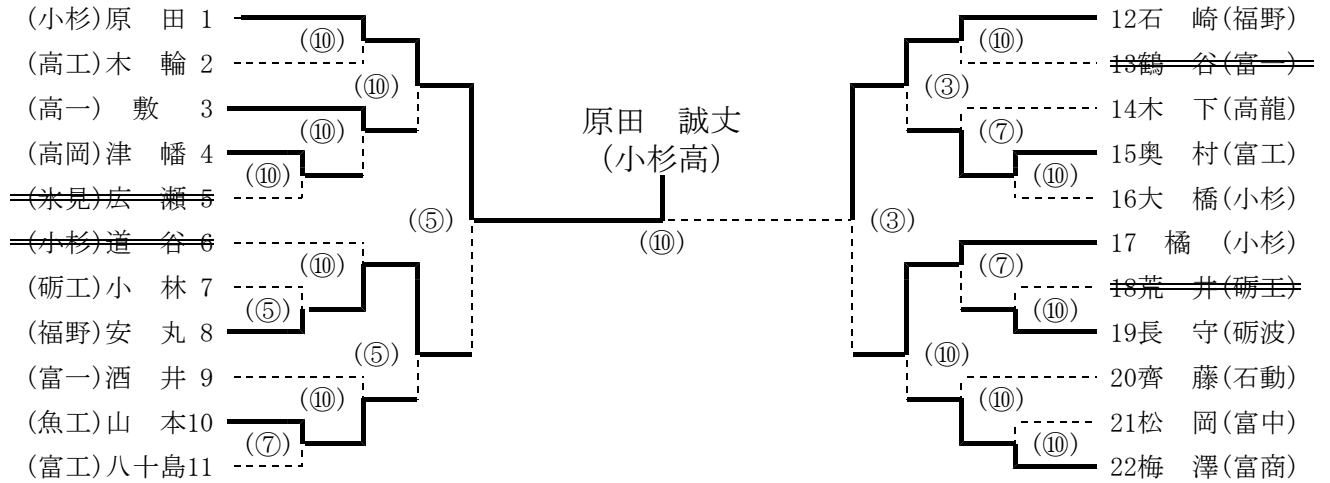 (小杉)原　田 1
(⑩)
(高工)木　輪 2
(⑩)
(高一)　敷　 3
(⑩)
(高岡)津　幡 4
(⑩)
(氷見)広　瀬 5
(⑤)
(小杉)道　谷 6
(⑩)
(砺工)小　林 7
(⑤)
(福野)安　丸 8
(⑤)
(富一)酒　井 9
(⑩)
(魚工)山　本10
(⑦)
(富工)八十島11
原田　誠丈
(小杉高)
(⑩)
12石　崎(福野)
(⑩)
13鶴　谷(富一)
(③)
14木　下(高龍)
(⑦)
15奥　村(富工)
(⑩)
16大　橋(小杉)
(③)
17　橘　(小杉)
(⑦)
18荒　井(砺工)
(⑩)
19長　守(砺波)
(⑩)
20齊　藤(石動)
(⑩)
21松　岡(富中)
(⑩)
22梅　澤(富商)